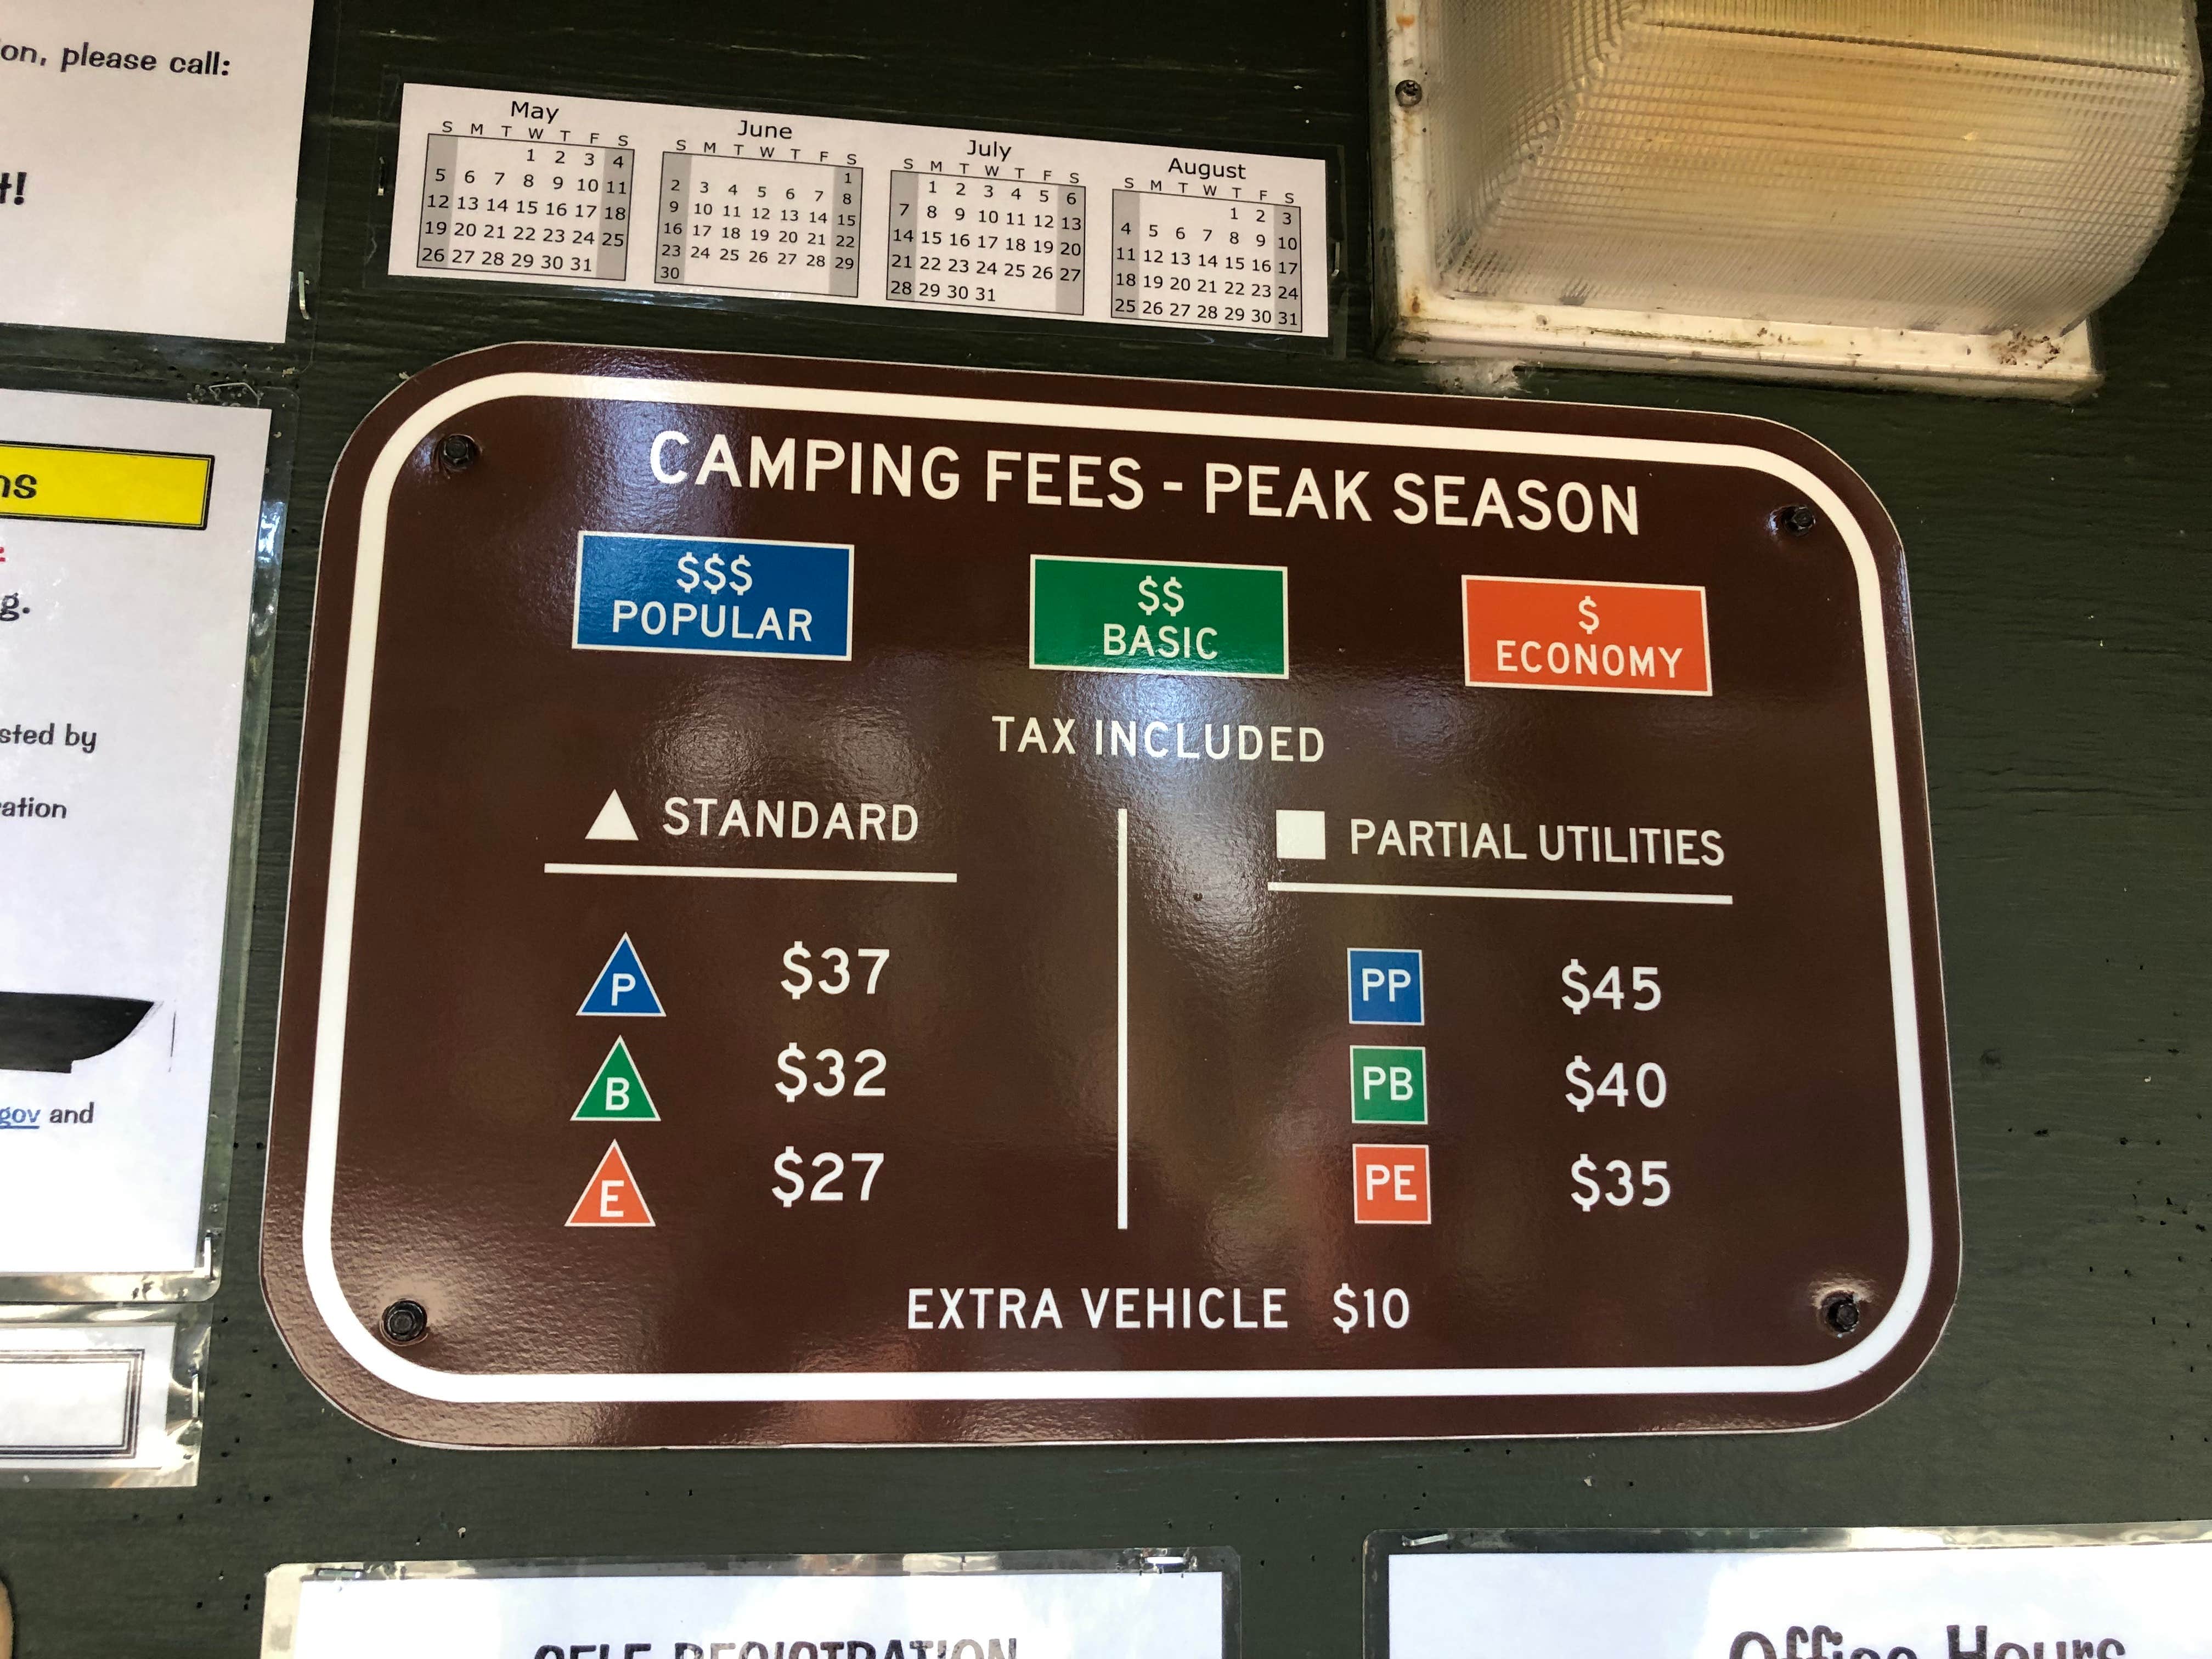 on, please call:
May
S M T W T F S
1 2 3 4
5 6 7 8 9 10 11
12 13 14 15 16 17 18
19 20 21 22 23 24 25
26 27 28 29 30 31
June
S M T W T F S
1
2 3 4 5 6 7 8
9 10 11 12 13 14 15
16 17 18 19 20 21 22
23 24 25 26 27 28 29
30
July
S M T W T F S
1 2 3 4 5 6
7 8 9 10 11 12 13
14 15 16 17 18 19 20
21 22 23 24 25 26 27
28 29 30 31
August
S M T W T F S
1 2 3
4 5 6 7 8 9 10
11 12 13 14 15 16 17
18 19 20 21 22 23 24
25 26 27 28 29 30 31
ns
g.
sted by
ation
gov and
CAMPING FEES - PEAK SEASON
$$$
POPULAR
$$
BASIC
$
ECONOMY
TAX INCLUDED
STANDARD
P $37
B $32
E $27
PARTIAL UTILITIES
PP $45
PB $40
PE $35
EXTRA VEHICLE $10
SELF REGISTRATION
Office Hours